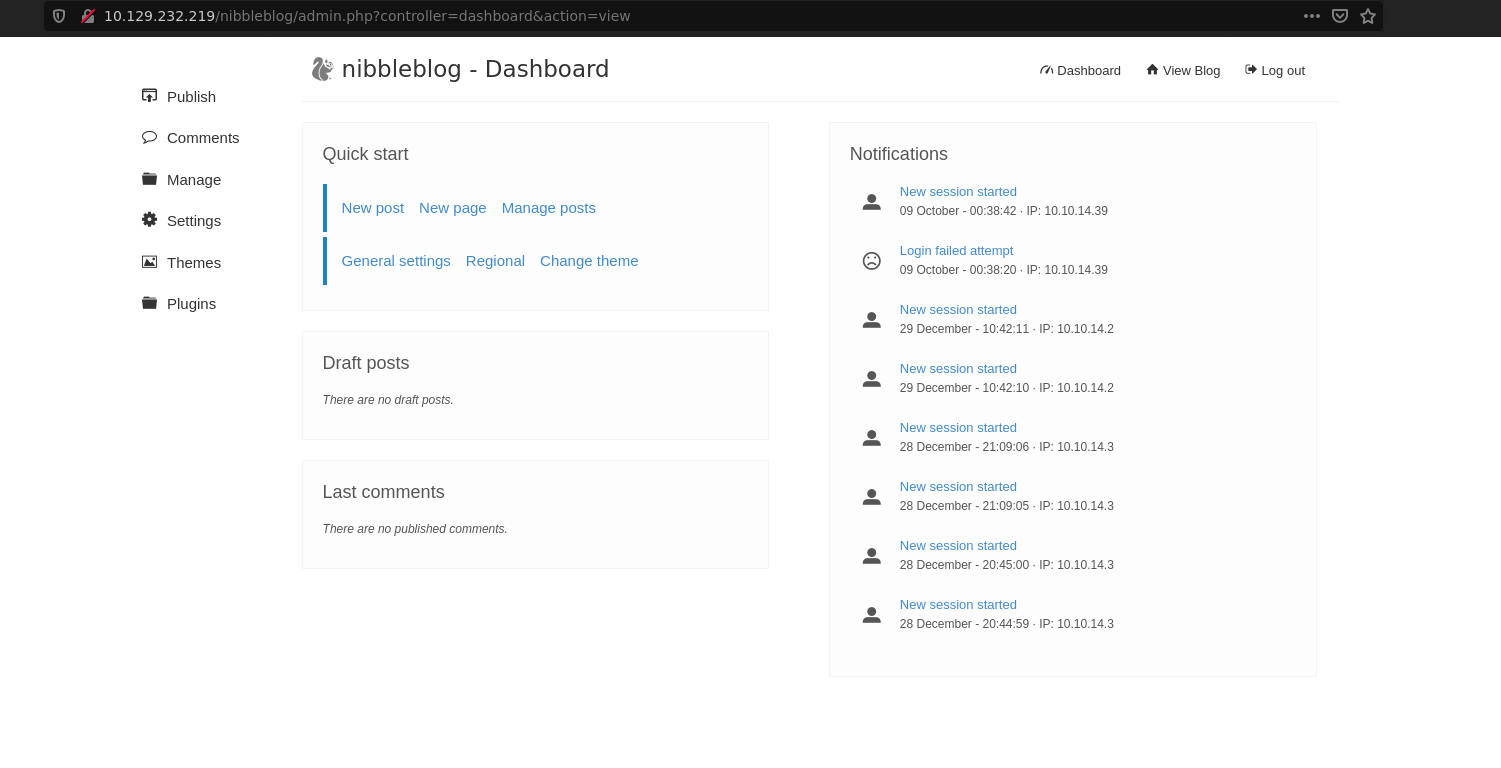 10.129.232.219/nibbleblog/admin.php?controller=dashboard&action=view
nibbleblog - Dashboard
Dashboard
View Blog
Log out
Publish
Comments
Manage
Settings
Themes
Plugins
Quick start
New post New page Manage posts
General settings Regional Change theme
Draft posts
There are no draft posts.
Last comments
There are no published comments.
Notifications
New session started
09 October - 00:38:42 · IP: 10.10.14.39
Login failed attempt
09 October - 00:38:20 · IP: 10.10.14.39
New session started
29 December - 10:42:11 · IP: 10.10.14.2
New session started
29 December - 10:42:10 · IP: 10.10.14.2
New session started
28 December - 21:09:06 · IP: 10.10.14.3
New session started
28 December - 21:09:05 · IP: 10.10.14.3
New session started
28 December - 20:45:00 · IP: 10.10.14.3
New session started
28 December - 20:44:59 · IP: 10.10.14.3